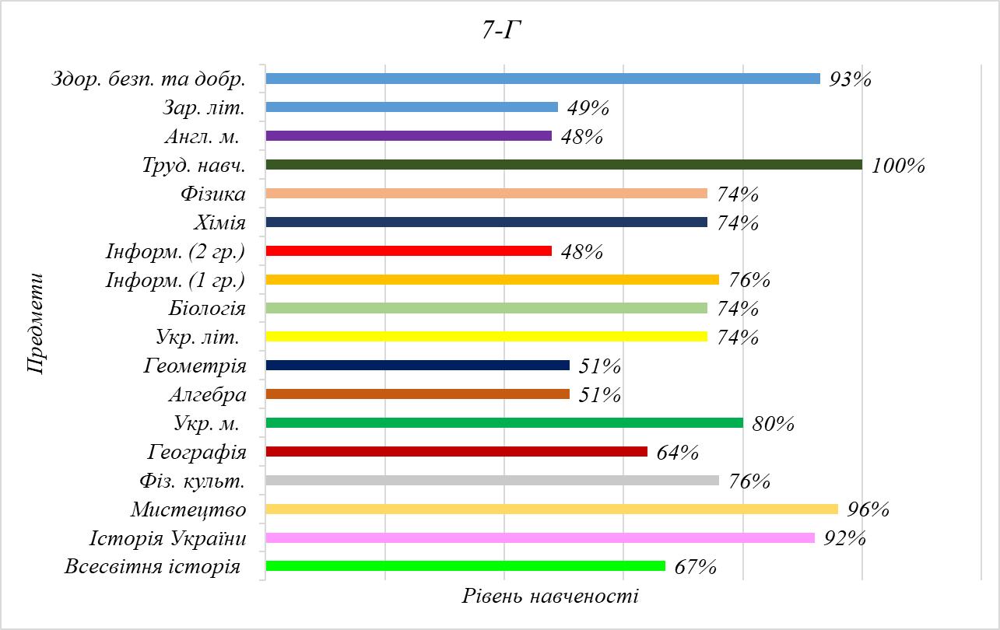 7-Г
Здор. безп. та добр.
93%
Зар. літ.
49%
Англ. м.
48%
Труд. навч.
100%
Фізика
74%
Хімія
74%
Інформ. (2 гр.)
48%
Інформ. (1 гр.)
76%
Біологія
74%
Укр. літ.
74%
Геометрія
51%
Алгебра
51%
Укр. м.
80%
Географія
64%
Фіз. культ.
76%
Мистецтво
96%
Історія України
92%
Всесвітня історія
67%
Предмети
Рівень навченості